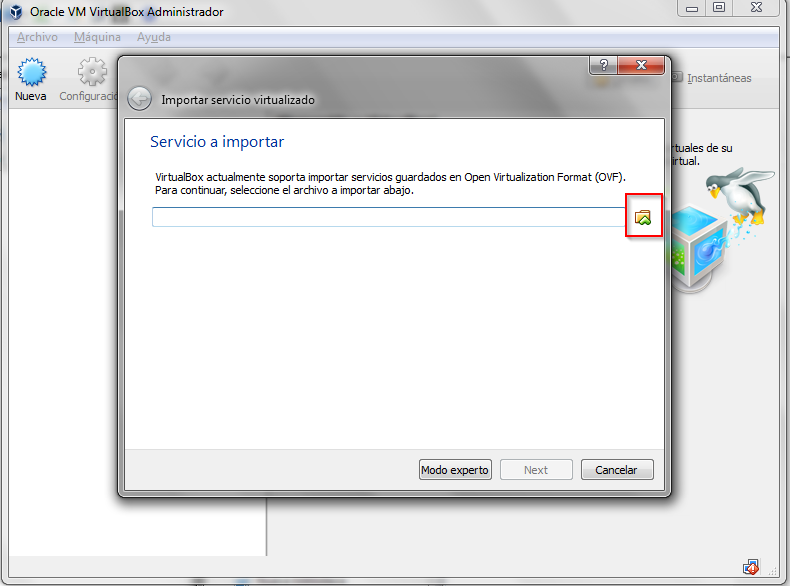 Oracle VM VirtualBox Administrador
Archivo Máquina Ayuda
Nueva
Instantáneas
?
Importar servicio virtualizado
Servicio a importar
VirtualBox actualmente soporta importar servicios guardados en Open Virtualization Format (OVF).
Para continuar, seleccione el archivo a importar abajo.
rtuales de su
irtual.
Modo experto
Next
Cancelar